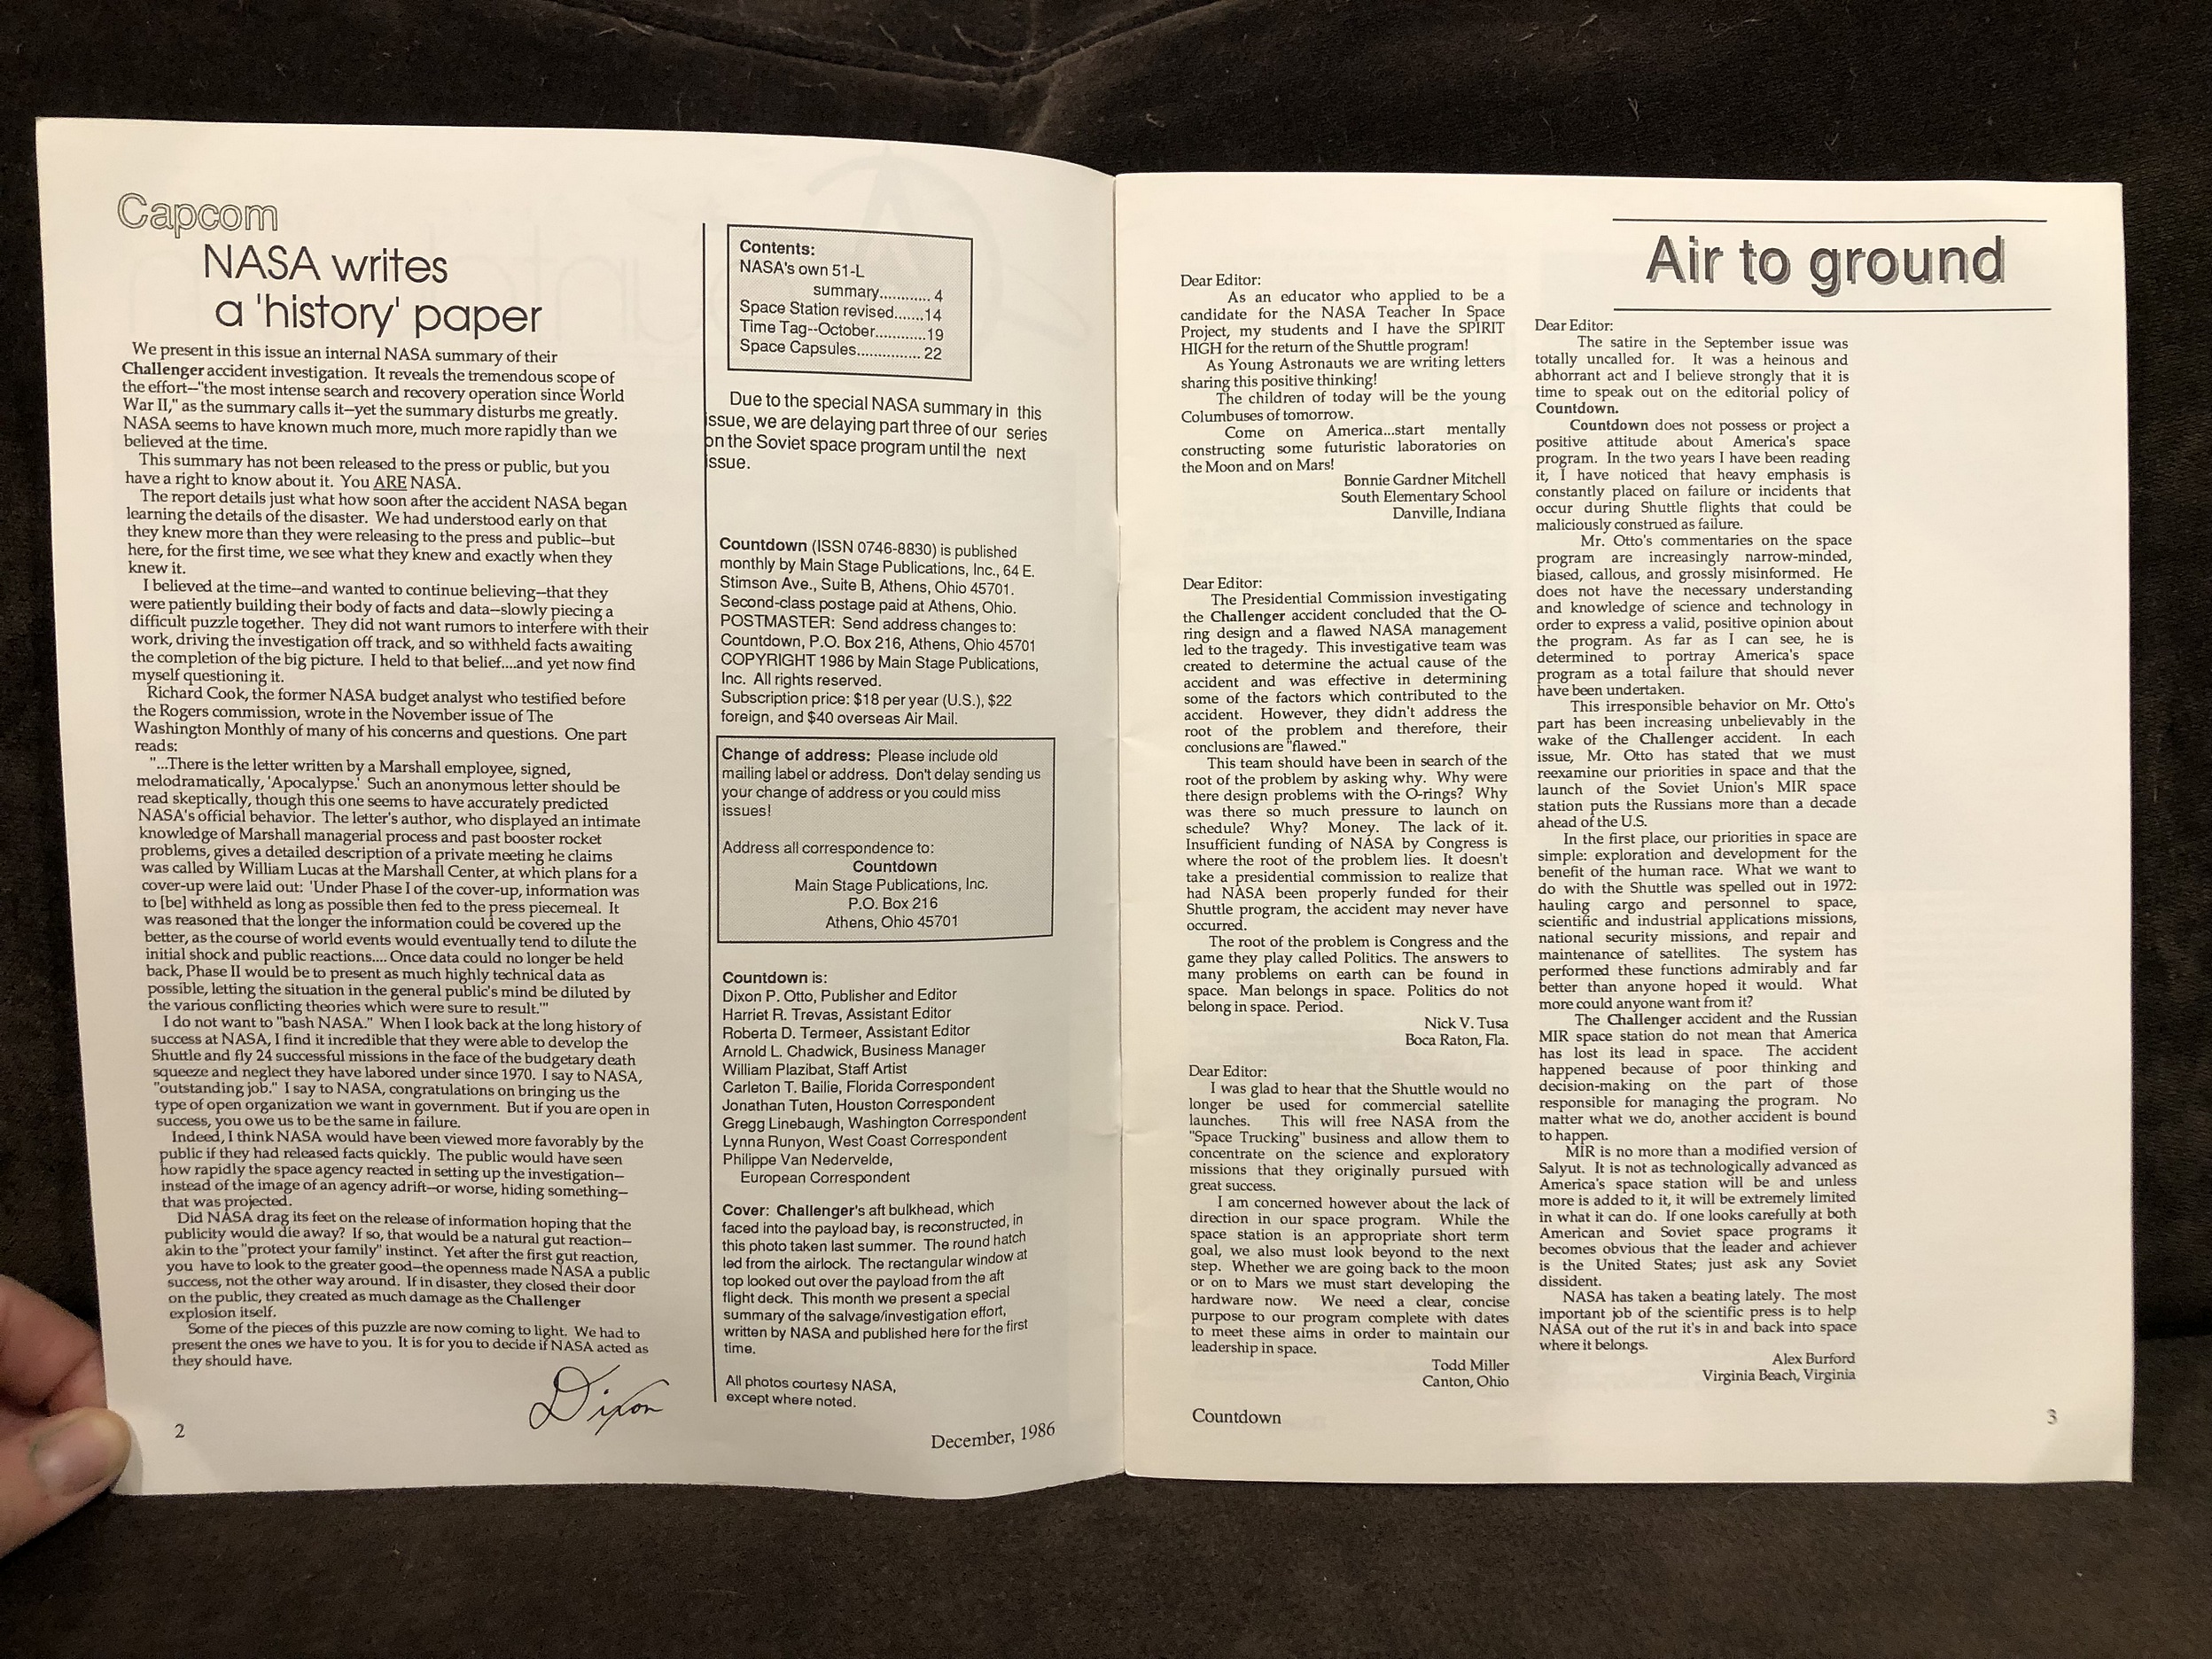 Capcom
NASA writes
a 'history' paper
We present in this issue an internal NASA summary of their
Challenger accident investigation. It reveals the tremendous scope of
the effort--"the most intense search and recovery operation since World
War II," as the summary calls it--yet the summary disturbs me greatly.
NASA seems to have known much more, much more rapidly than we
believed at the time.
This summary has not been released to the press or public, but you
have a right to know about it. You ARE NASA.
The report details just what how soon after the accident NASA began
learning the details of the disaster. We had understood early on that
they knew more than they were releasing to the press and public--but
here, for the first time, we see what they knew and exactly when they
knew it.
I believed at the time--and wanted to continue believing--that they
were patiently building their body of facts and data--slowly piecing a
difficult puzzle together. They did not want rumors to interfere with their
work, driving the investigation off track, and so withheld facts awaiting
the completion of the big picture. I held to that belief....and yet now find
myself questioning it.
Richard Cook, the former NASA budget analyst who testified before
the Rogers commission, wrote in the November issue of The
Washington Monthly of many of his concerns and questions. One part
reads:
"...There is the letter written by a Marshall employee, signed,
melodramatically, 'Apocalypse.' Such an anonymous letter should be
read skeptically, though this one seems to have accurately predicted
NASA's official behavior. The letter's author, who displayed an intimate
knowledge of Marshall managerial process and past booster rocket
problems, gives a detailed description of a private meeting he claims
was called by William Lucas at the Marshall Center, at which plans for a
cover-up were laid out: 'Under Phase I of the cover-up, information was
to [be] withheld as long as possible then fed to the press piecemeal. It
was reasoned that the longer the information could be covered up the
better, as the course of world events would eventually tend to dilute the
initial shock and public reactions.... Once data could no longer be held
back, Phase II would be to present as much highly technical data as
possible, letting the situation in the general public's mind be diluted by
the various conflicting theories which were sure to result.'"
I do not want to "bash NASA." When I look back at the long history of
success at NASA, I find it incredible that they were able to develop the
Shuttle and fly 24 successful missions in the face of the budgetary death
squeeze and neglect they have labored under since 1970. I say to NASA,
"outstanding job." I say to NASA, congratulations on bringing us the
type of open organization we want in government. But if you are open in
success, you owe us to be the same in failure.
Indeed, I think NASA would have been viewed more favorably by the
public if they had released facts quickly. The public would have seen
how rapidly the space agency reacted in setting up the investigation--
instead of the image of an agency adrift--or worse, hiding something--
that was projected.
Did NASA drag its feet on the release of information hoping that the
publicity would die away? If so, that would be a natural gut reaction--
akin to the "protect your family" instinct. Yet after the first gut reaction,
you have to look to the greater good--the openness made NASA a public
success, not the other way around. If in disaster, they closed their door
on the public, they created as much damage as the Challenger
explosion itself.
Some of the pieces of this puzzle are now coming to light. We had to
present the ones we have to you. It is for you to decide if NASA acted as
they should have.
Dixon
2
Contents:
NASA's own 51-L
summary............ 4
Space Station revised.......14
Time Tag--October............19
Space Capsules.............. 22
Due to the special NASA summary in this
issue, we are delaying part three of our series
on the Soviet space program until the next
issue.
Countdown (ISSN 0746-8830) is published
monthly by Main Stage Publications, Inc., 64 E.
Stimson Ave., Suite B, Athens, Ohio 45701.
Second-class postage paid at Athens, Ohio.
POSTMASTER: Send address changes to:
Countdown, P.O. Box 216, Athens, Ohio 45701
COPYRIGHT 1986 by Main Stage Publications,
Inc. All rights reserved.
Subscription price: $18 per year (U.S.), $22
foreign, and $40 overseas Air Mail.
Change of address: Please include old
mailing label or address. Don't delay sending us
your change of address or you could miss
issues!
Address all correspondence to:
Countdown
Main Stage Publications, Inc.
P.O. Box 216
Athens, Ohio 45701
Countdown is:
Dixon P. Otto, Publisher and Editor
Harriet R. Trevas, Assistant Editor
Roberta D. Termeer, Assistant Editor
Arnold L. Chadwick, Business Manager
William Plazibat, Staff Artist
Carleton T. Bailie, Florida Correspondent
Jonathan Tuten, Houston Correspondent
Gregg Linebaugh, Washington Correspondent
Lynna Runyon, West Coast Correspondent
Philippe Van Nedervelde,
European Correspondent
Cover: Challenger's aft bulkhead, which
faced into the payload bay, is reconstructed, in
this photo taken last summer. The round hatch
led from the airlock. The rectangular window at
top looked out over the payload from the aft
flight deck. This month we present a special
summary of the salvage/investigation effort,
written by NASA and published here for the first
time.
All photos courtesy NASA,
except where noted.
December, 1986
Air to ground
Dear Editor:
As an educator who applied to be a
candidate for the NASA Teacher In Space
Project, my students and I have the SPIRIT
HIGH for the return of the Shuttle program!
As Young Astronauts we are writing letters
sharing this positive thinking!
The children of today will be the young
Columbuses of tomorrow.
Come on America...start mentally
constructing some futuristic laboratories on
the Moon and on Mars!
Bonnie Gardner Mitchell
South Elementary School
Danville, Indiana
Dear Editor:
The Presidential Commission investigating
the Challenger accident concluded that the O-
ring design and a flawed NASA management
led to the tragedy. This investigative team was
created to determine the actual cause of the
accident and was effective in determining
some of the factors which contributed to the
accident. However, they didn't address the
root of the problem and therefore, their
conclusions are "flawed."
This team should have been in search of the
root of the problem by asking why. Why were
there design problems with the O-rings? Why
was there so much pressure to launch on
schedule? Why? Money. The lack of it.
Insufficient funding of NASA by Congress is
where the root of the problem lies. It doesn't
take a presidential commission to realize that
had NASA been properly funded for their
Shuttle program, the accident may never have
occurred.
The root of the problem is Congress and the
game they play called Politics. The answers to
many problems on earth can be found in
space. Man belongs in space. Politics do not
belong in space. Period.
Nick V. Tusa
Boca Raton, Fla.
Dear Editor:
I was glad to hear that the Shuttle would no
longer be used for commercial satellite
launches. This will free NASA from the
"Space Trucking" business and allow them to
concentrate on the science and exploratory
missions that they originally pursued with
great success.
I am concerned however about the lack of
direction in our space program. While the
space station is an appropriate short term
goal, we also must look beyond to the next
step. Whether we are going back to the moon
or on to Mars we must start developing the
hardware now. We need a clear, concise
purpose to our program complete with dates
to meet these aims in order to maintain our
leadership in space.
Todd Miller
Canton, Ohio
Dear Editor:
The satire in the September issue was
totally uncalled for. It was a heinous and
abhorrant act and I believe strongly that it is
time to speak out on the editorial policy of
Countdown.
Countdown does not possess or project a
positive attitude about America's space
program. In the two years I have been reading
it, I have noticed that heavy emphasis is
constantly placed on failure or incidents that
occur during Shuttle flights that could be
maliciously construed as failure.
Mr. Otto's commentaries on the space
program are increasingly narrow-minded,
biased, callous, and grossly misinformed. He
does not have the necessary understanding
and knowledge of science and technology in
order to express a valid, positive opinion about
the program. As far as I can see, he is
determined to portray America's space
program as a total failure that should never
have been undertaken.
This irresponsible behavior on Mr. Otto's
part has been increasing unbelievably in the
wake of the Challenger accident. In each
issue, Mr. Otto has stated that we must
reexamine our priorities in space and that the
launch of the Soviet Union's MIR space
station puts the Russians more than a decade
ahead of the U.S.
In the first place, our priorities in space are
simple: exploration and development for the
benefit of the human race. What we want to
do with the Shuttle was spelled out in 1972:
hauling cargo and personnel to space,
scientific and industrial applications missions,
national security missions, and repair and
maintenance of satellites. The system has
performed these functions admirably and far
better than anyone hoped it would. What
more could anyone want from it?
The Challenger accident and the Russian
MIR space station do not mean that America
has lost its lead in space. The accident
happened because of poor thinking and
decision-making on the part of those
responsible for managing the program. No
matter what we do, another accident is bound
to happen.
MIR is no more than a modified version of
Salyut. It is not as technologically advanced as
America's space station will be and unless
more is added to it, it will be extremely limited
in what it can do. If one looks carefully at both
American and Soviet space programs it
becomes obvious that the leader and achiever
is the United States; just ask any Soviet
dissident.
NASA has taken a beating lately. The most
important job of the scientific press is to help
NASA out of the rut it's in and back into space
where it belongs.
Alex Burford
Virginia Beach, Virginia
Countdown
3